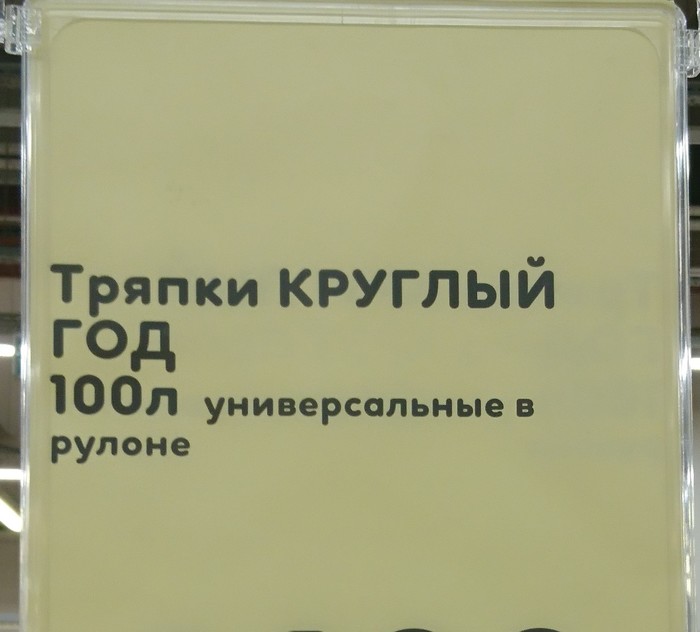 Тряпки КРУГЛЫЙ
ГОД
100л универсальные в
рулоне